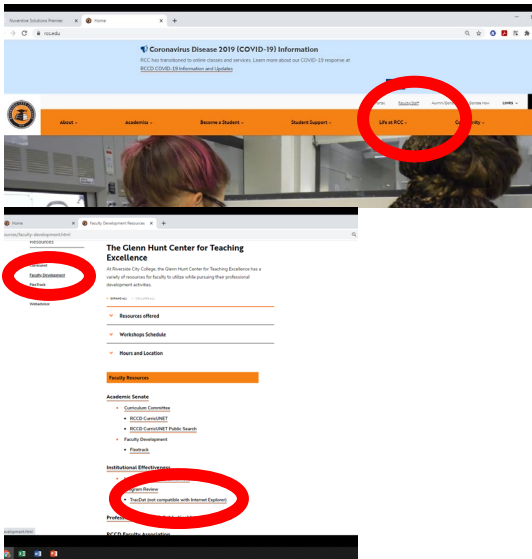 Nuventive Solutions Premier
Home
rcc.edu
Coronavirus Disease 2019 (COVID-19) Information
RCC has transitioned to online classes and services. Learn more about our COVID-19 response at
RCCD COVID-19 Information and Updates
Faculty/Staff
LINKS
About
Academics
Become a Student
Student Support
Life at RCC
Home
Faculty Development Resources
Resources
Faculty Development
FlexTrack
WebAdvisor
The Glenn Hunt Center for Teaching
Excellence
At Riverside City College, the Glenn Hunt Center for Teaching Excellence has a
variety of resources for faculty to utilise while pursuing their professional
development activities.
Resources offered
Workshops Schedule
Hours and Location
Faculty Resources
Academic Senate
Curriculum Committee
RCCD CurricUNET
RCCD CurricUNET Public Search
Faculty Development
Flextrack
Institutional Effectiveness
Program Review
TracDat (not compatible with Internet Explorer)
RCCD Faculty Association